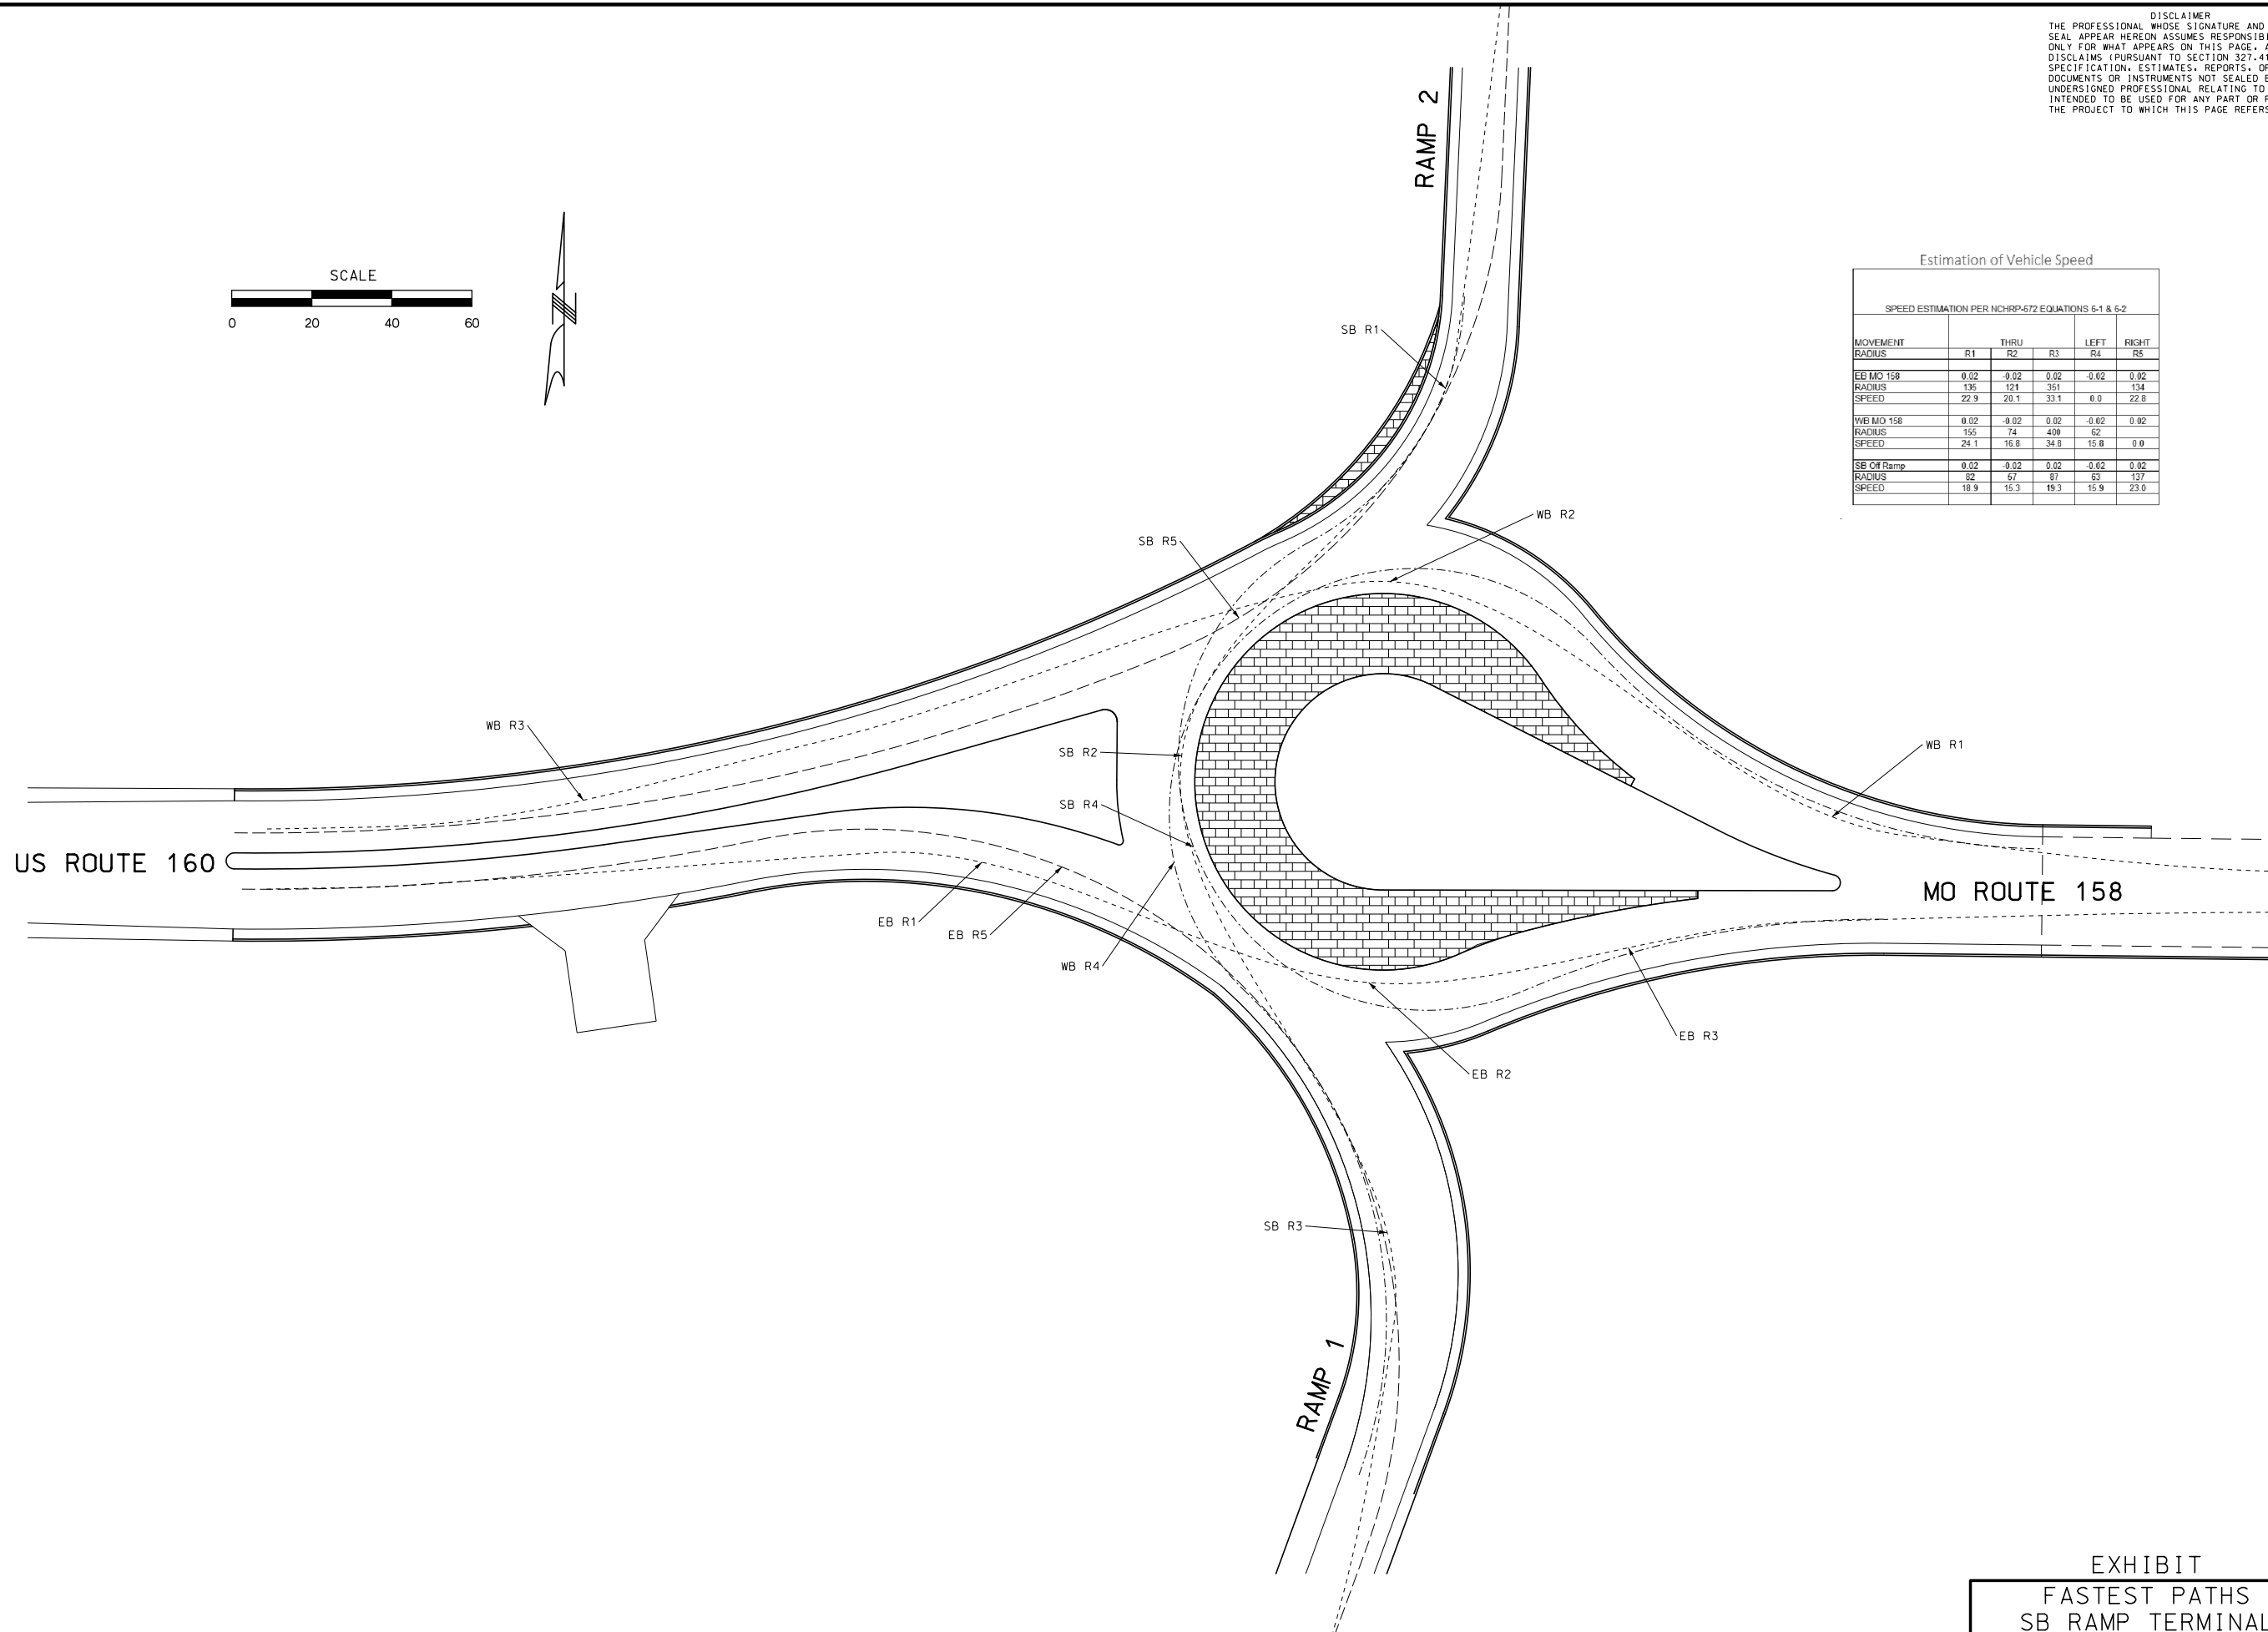 DISCLAIMER
THE PROFESSIONAL WHOSE SIGNATURE AND
SEAL APPEAR HEREON ASSUMES
ONLY FOR WHAT APPEARS ON THIS PAGE.
DISCLAIMS (PURSUANT TO SECTION
SPECIFICATION, ESTIMATES, REPORTS,
DOCUMENTS OR INSTRUMENTS NOT SEALED
UNDERSIGNED PROFESSIONAL RELATING TO
INTENDED TO BE USED FOR ANY PART OR
THE PROJECT TO WHICH THIS PAGE
RAMP 2
SCALE
0 20 40 60
N
Estimation of Vehicle Speed
SPEED ESTIMATION PER NCHRP-672 EQUATIONS 6-1 & 6-2
MOVEMENT THRU LEFT RIGHT
RADIUS R1 R2 R3 R4 R5
EB MO 158 0.02 -0.02 0.02 -0.02 0.02
RADIUS 135 121 351 134
SPEED 22.9 20.1 33.1 0.0 22.8
WB MO 158 0.02 -0.02 0.02 -0.02 0.02
RADIUS 155 74 400 62
SPEED 24.1 16.8 34.8 15.8 0.0
SB Off Ramp 0.02 -0.02 0.02 -0.02 0.02
RADIUS 82 57 87 63 137
SPEED 18.9 15.3 19.3 15.9 23.0
SB R1
WB R2
SB R5
WB R3
SB R2
WB R1
SB R4
US ROUTE 160
MO ROUTE 158
EB R1
EB R5
WB R4
EB R3
EB R2
SB R3
RAMP 1
EXHIBIT
FASTEST PATHS
SB RAMP TERMINAL